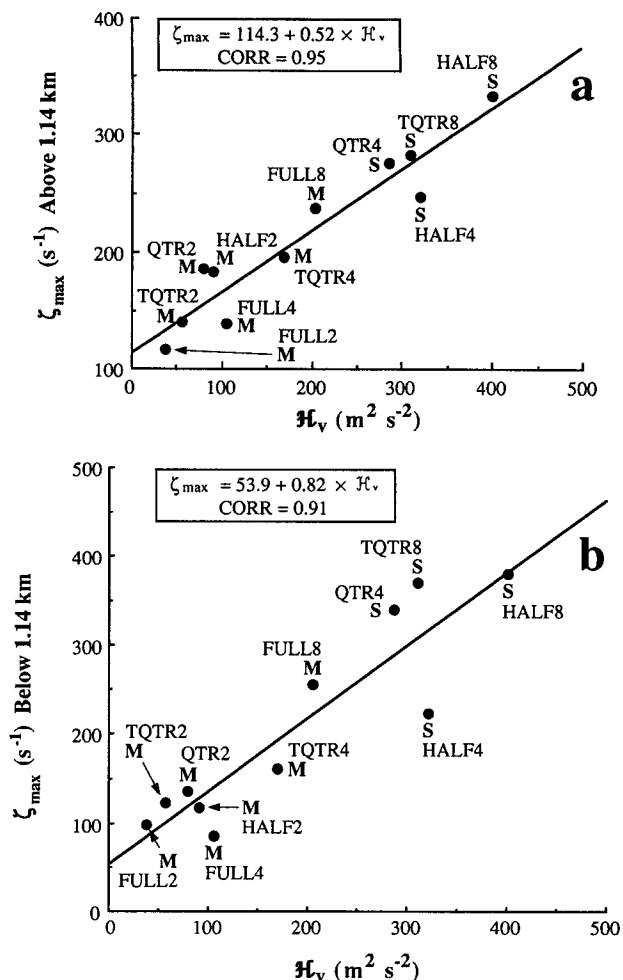 400
ζmax = 114.3 + 0.52 × ℋv
CORR = 0.95
HALF8
S
a
TQTR8
S
QTR4
S
300
FULL8
M
S
HALF4
QTR2
M
HALF2
M
M
TQTR4
200
TQTR2
M
FULL4
M
FULL2
M
100
0 100 200 300 400 500
ζmax (s-1) Above 1.14 km
ℋv (m2 s-2)
500
ζmax = 53.9 + 0.82 × ℋv
CORR = 0.91
400
TQTR8
S
b
QTR4
S
S
HALF8
300
FULL8
M
S
HALF4
200
TQTR2
M
QTR2
M
TQTR4
M
M
HALF2
100
M
FULL2
M
FULL4
0
0 100 200 300 400 500
ζmax (s-1) Below 1.14 km
ℋv (m2 s-2)